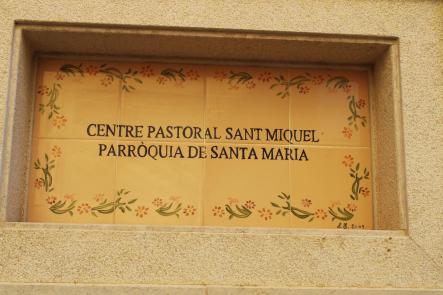 CENTRE PASTORAL SANT MIQUEL
PARRÒQUIA DE SANTA MARIA